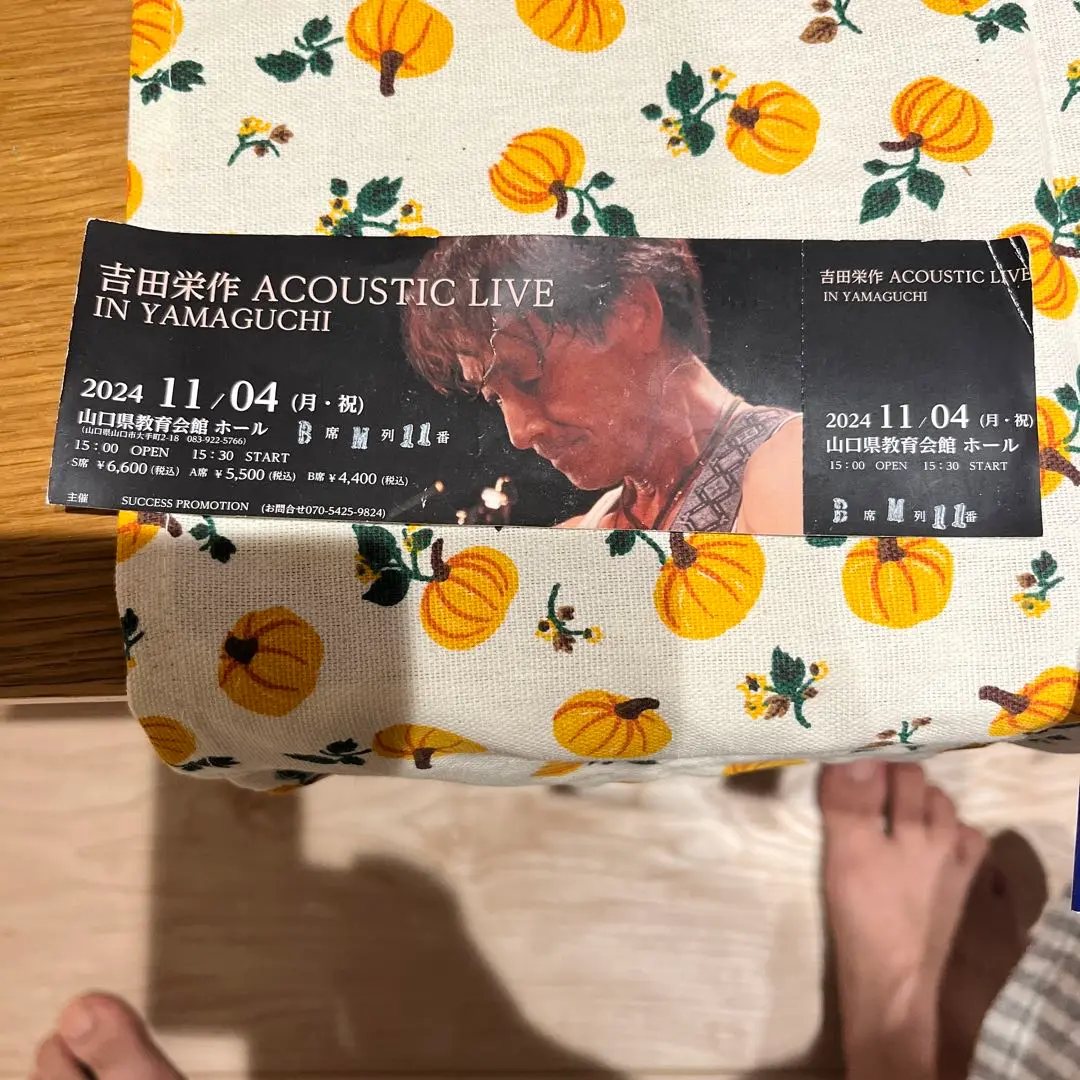 吉田栄作 ACOUSTIC LIVE
IN YAMAGUCHI
2024 11/04 (月・祝)
山口県教育会館 ホール
(山口県山口市大手町2-18 083-922-5766)
B 席 M 列 11 番
15:00 OPEN 15:30 START
S席 ¥6,600 (税込) A席 ¥5,500 (税込) B席 ¥4,400 (税込)
主催 SUCCESS PROMOTION (お問合せ070-5425-9824)
吉田栄作 ACOUSTIC LIVE
IN YAMAGUCHI
2024 11/04 (月・祝)
山口県教育会館 ホール
15:00 OPEN 15:30 START
B 席 M 列 11 番